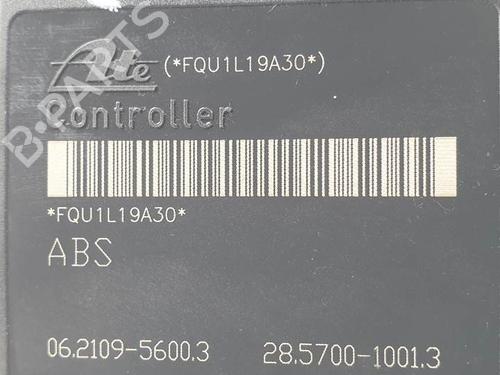 Ate (*FQU1L19A30*)
Controller
B-PARTS
*FQU1L19A30*
ABS
06.2109-5600.3 28.5700-1001.3